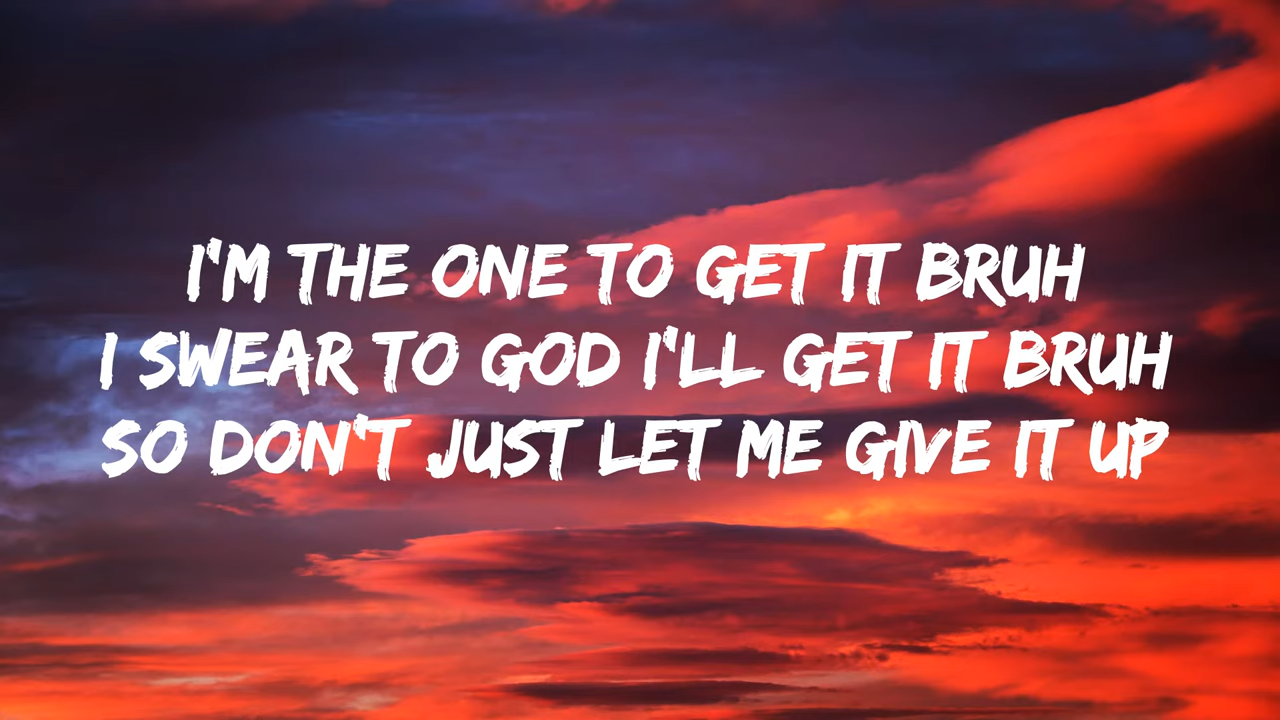 I'M THE ONE TO GET IT BRUH
I SWEAR TO GOD I'LL GET IT BRUH
SO DON'T JUST LET ME GIVE IT UP